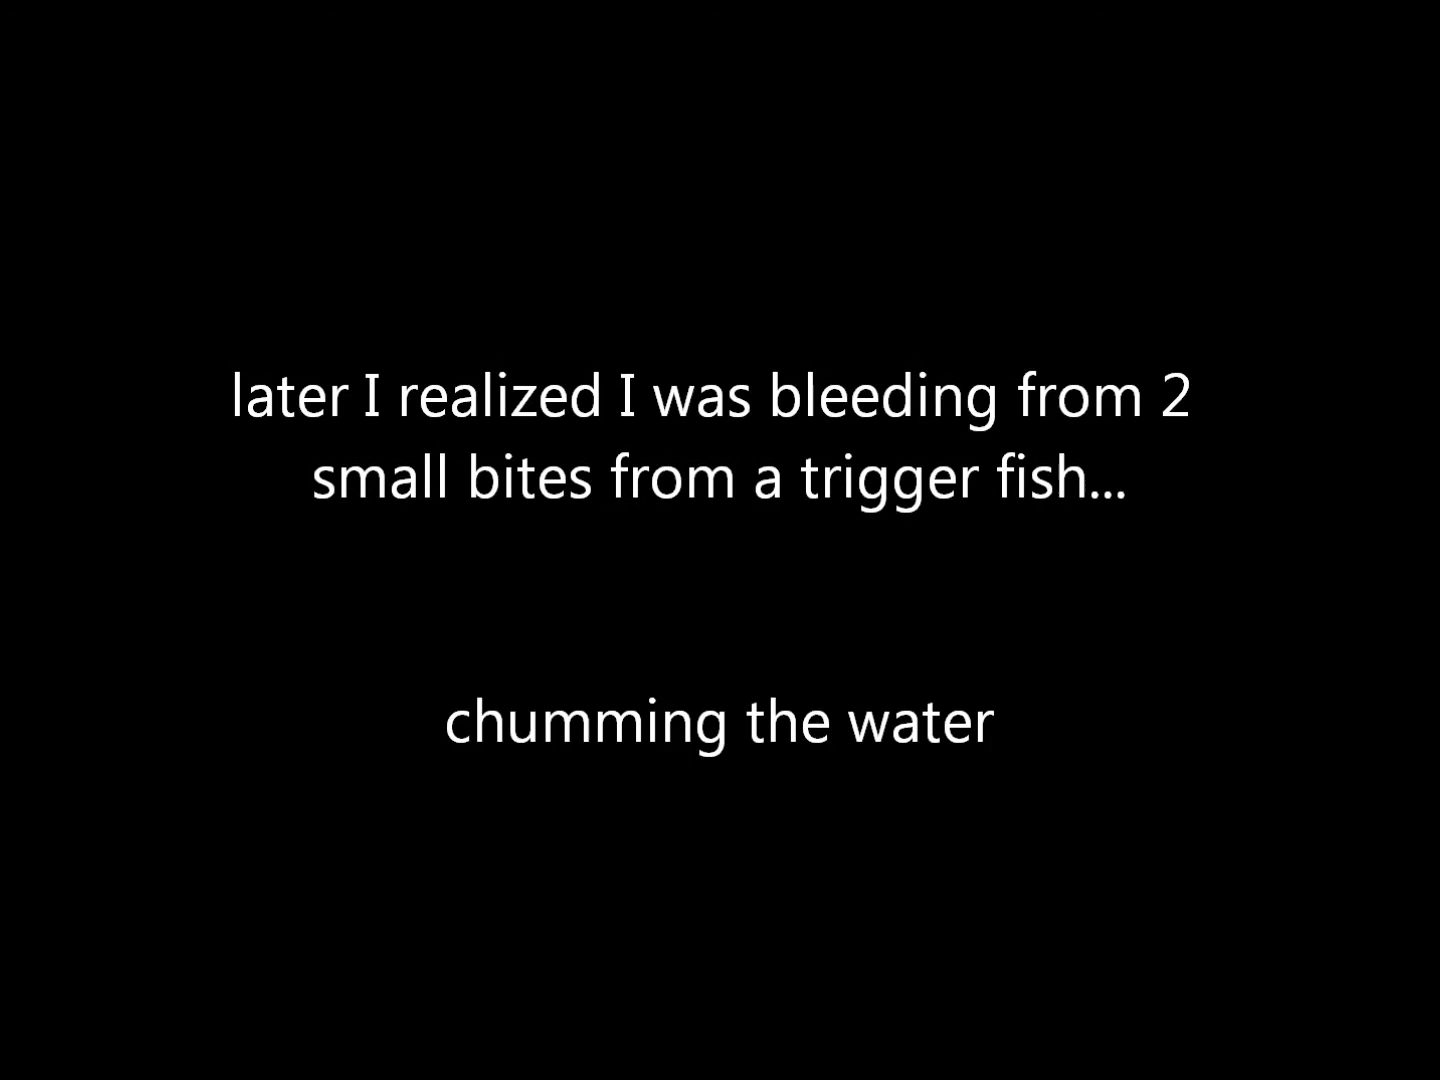 later I realized I was bleeding from 2
small bites from a trigger fish...
chumming the water